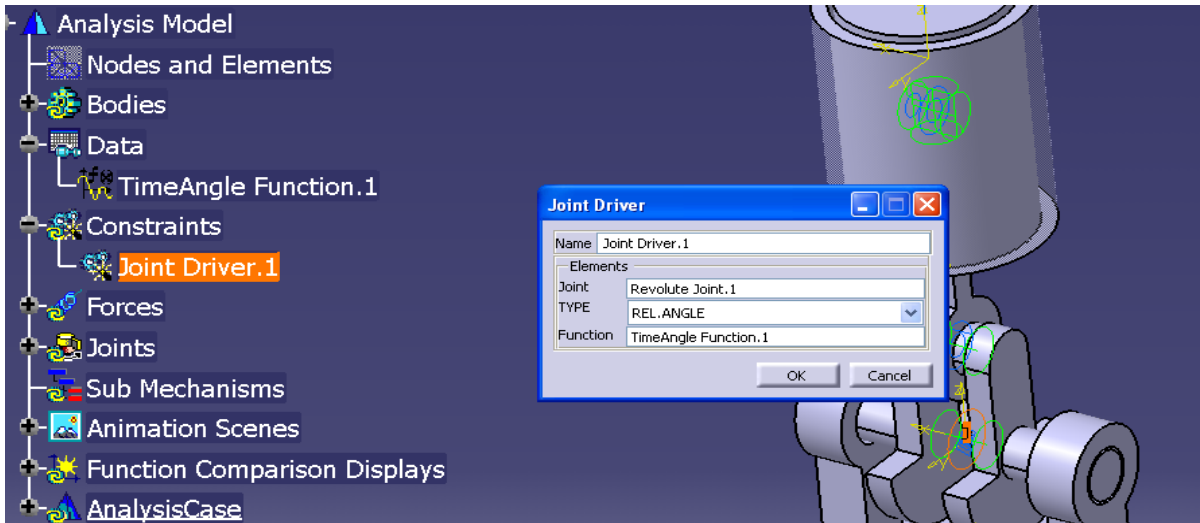 Analysis Model
Nodes and Elements
Bodies
Data
TimeAngle Function.1
Constraints
Joint Driver.1
Forces
Joints
Sub Mechanisms
Animation Scenes
Function Comparison Displays
AnalysisCase
Joint Driver
Name Joint Driver.1
Elements
Joint Revolute Joint.1
TYPE REL.ANGLE
Function TimeAngle Function.1
OK Cancel